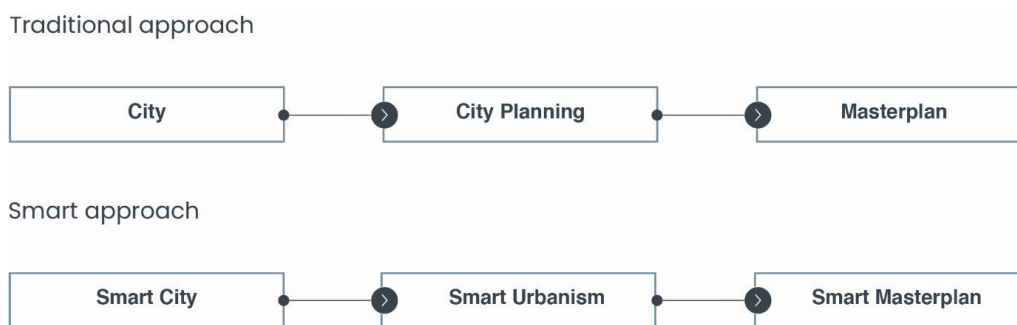 Traditional approach
City
City Planning
Masterplan
Smart approach
Smart City
Smart Urbanism
Smart Masterplan